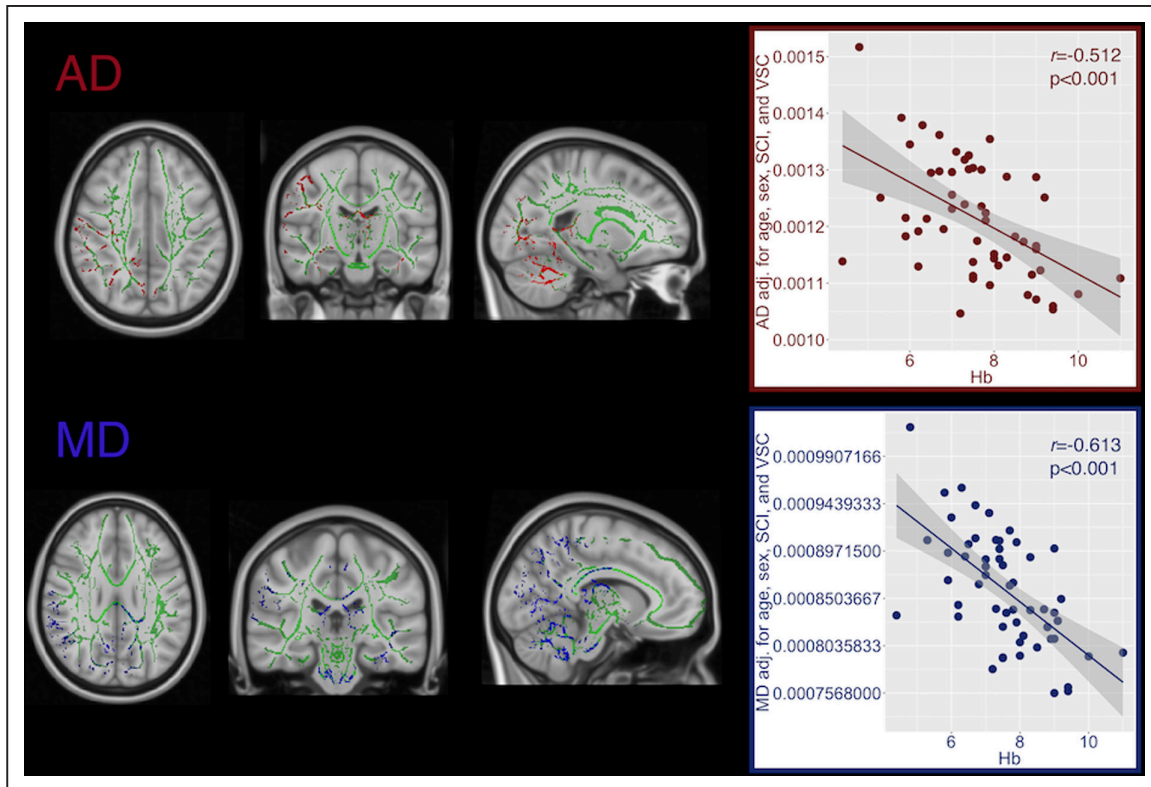 AD
AD adj. for age, sex, SCI, and VSC
r=-0.512
p<0.001
0.0015
0.0014
0.0013
0.0012
0.0011
0.0010
6 8 10
Hb
MD
MD adj. for age, sex, SCI, and VSC
r=-0.613
p<0.001
0.0009907166
0.0009439333
0.0008971500
0.0008503667
0.0008035833
0.0007568000
6 8 10
Hb